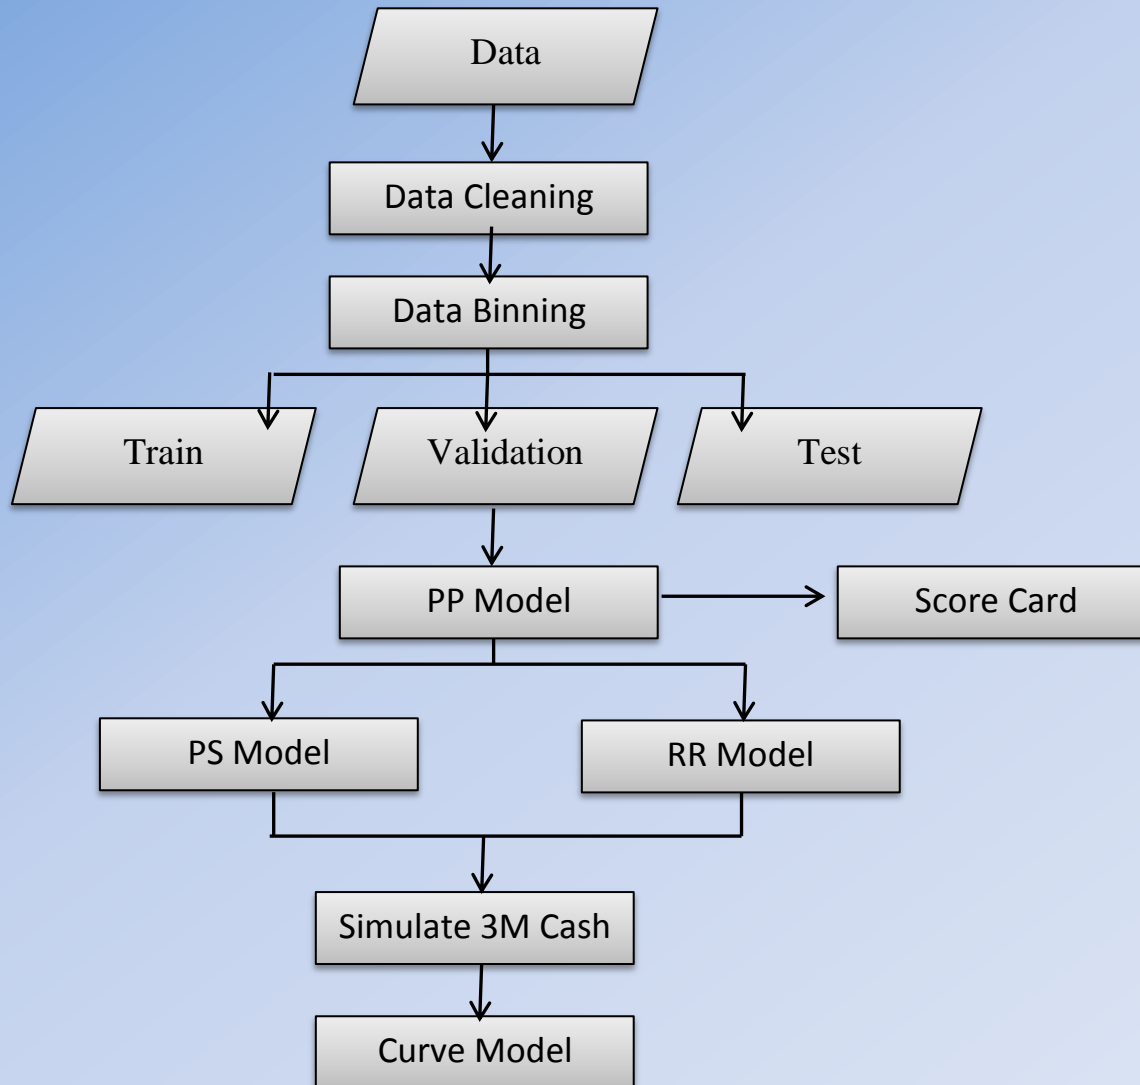 Data
Data Cleaning
Data Binning
Train
Validation
Test
PP Model
Score Card
PS Model
RR Model
Simulate 3M Cash
Curve Model